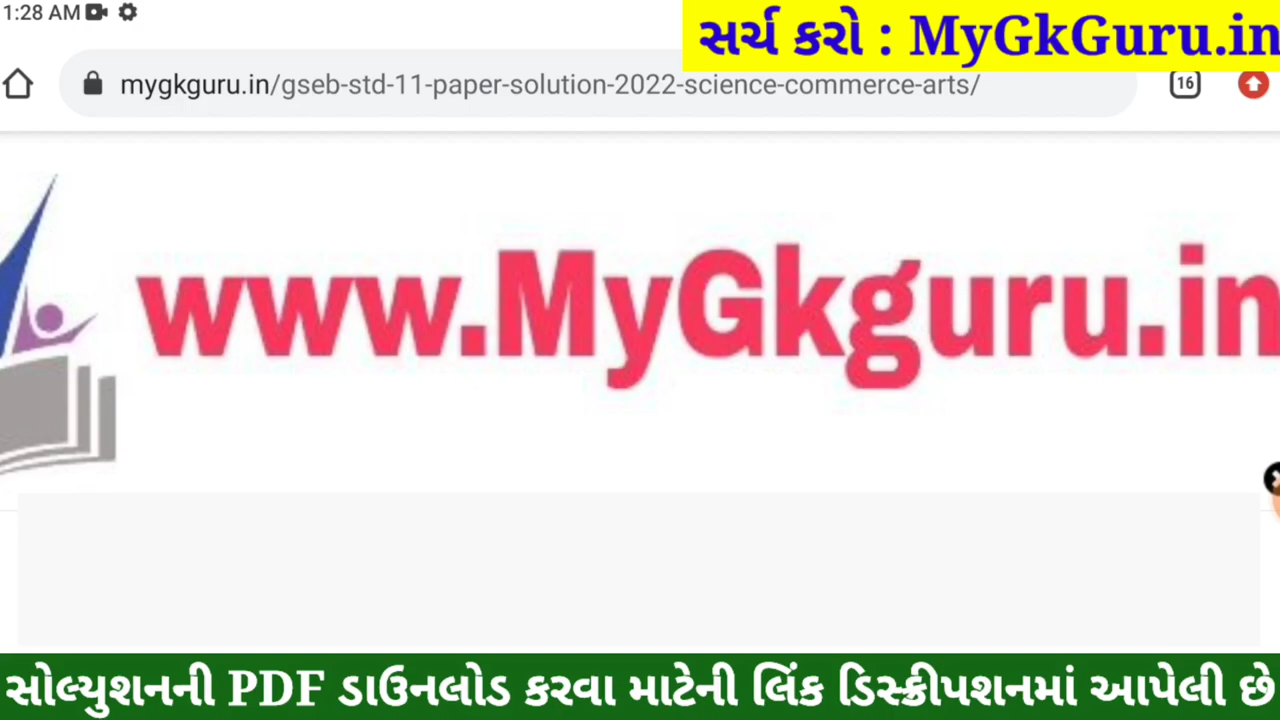 1:28 AM
સર્ચ કરો : MyGkGuru.in
mygkguru.in/gseb-std-11-paper-solution-2022-science-commerce-arts/
16
www.MyGkguru.in
સોલ્યુશનની PDF ડાઉનલોડ કરવા માટેની લિંક ડિસ્ક્રીપશનમાં આપેલી છે